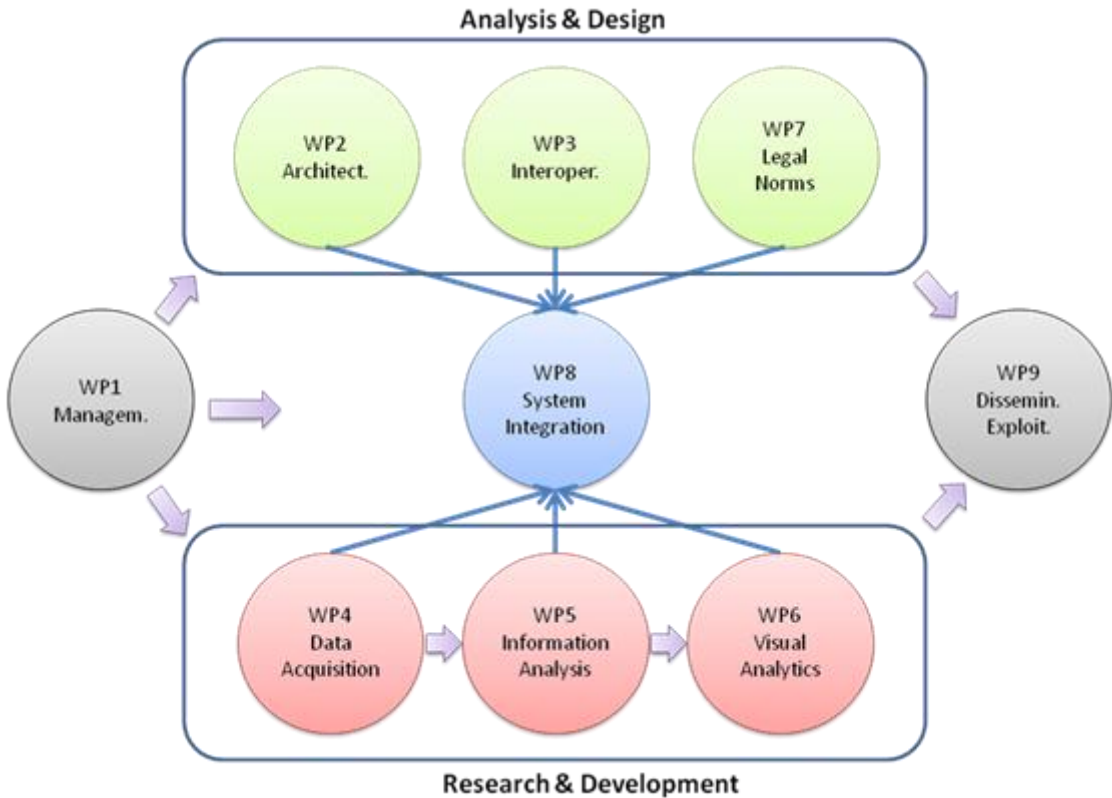 Analysis & Design
WP2
Architect.
WP3
Interoper.
WP7
Legal
Norms
WP1
Managem.
WP8
System
Integration
WP9
Dissemin.
Exploit.
WP4
Data
Acquisition
WP5
Information
Analysis
WP6
Visual
Analytics
Research & Development